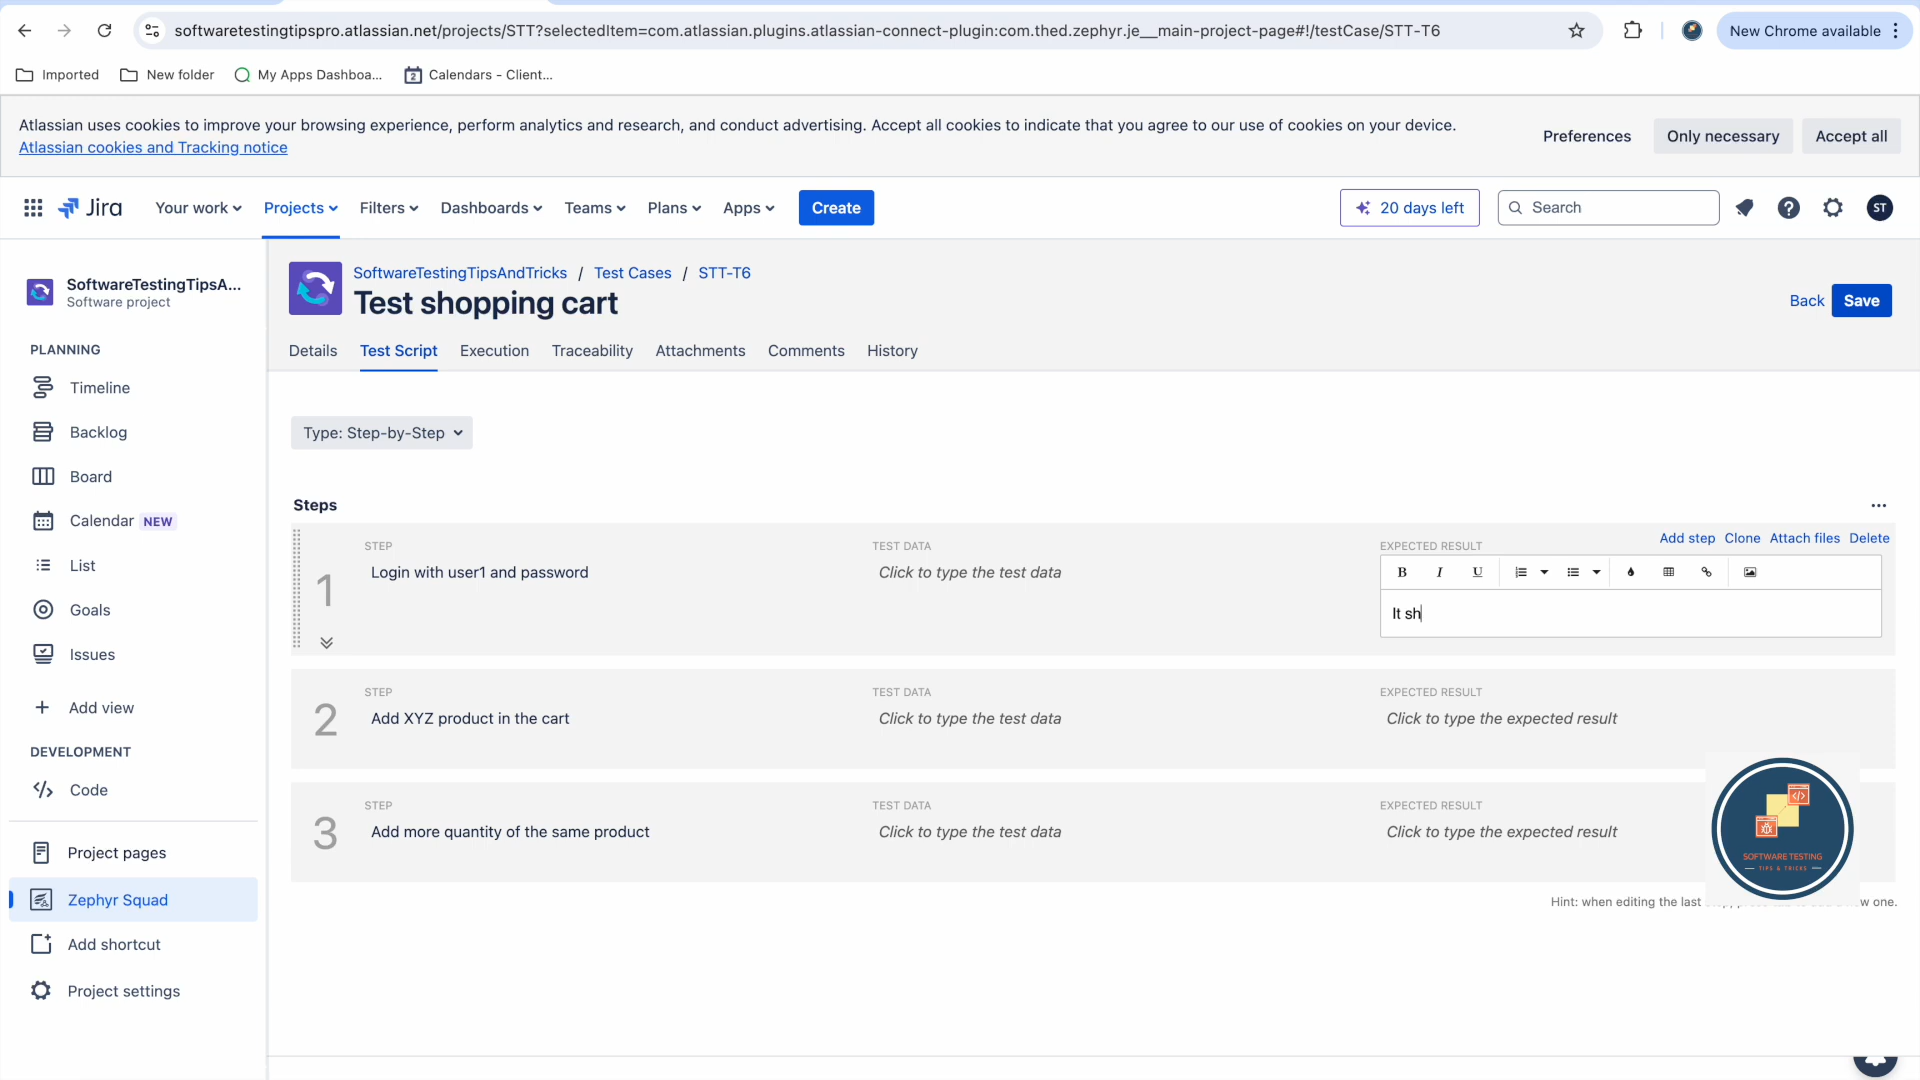 softwaretestingtipspro.atlassian.net/projects/STT?selectedItem=com.atlassian.plugins.atlassian-connect-plugin:com.thed.zephyr.je__main-project-page#!/testCase/STT-T6
New Chrome available
Imported
New folder
My Apps Dashboa...
2
Calendars - Client...
Atlassian uses cookies to improve your browsing experience, perform analytics and research, and conduct advertising. Accept all cookies to indicate that you agree to our use of cookies on your device.
Atlassian cookies and Tracking notice
Preferences
Only necessary
Accept all
Jira
Your work
Projects
Filters
Dashboards
Teams
Plans
Apps
Create
20 days left
Search
ST
SoftwareTestingTipsA...
Software project
PLANNING
Timeline
Backlog
Board
Calendar NEW
List
Goals
Issues
Add view
DEVELOPMENT
Code
Project pages
Zephyr Squad
Add shortcut
Project settings
SoftwareTestingTipsAndTricks / Test Cases / STT-T6
Test shopping cart
Back
Save
Details
Test Script
Execution
Traceability
Attachments
Comments
History
Type: Step-by-Step
Steps
Add step Clone Attach files Delete
1
STEP
Login with user1 and password
TEST DATA
Click to type the test data
EXPECTED RESULT
B I U
It sh
2
STEP
Add XYZ product in the cart
TEST DATA
Click to type the test data
EXPECTED RESULT
Click to type the expected result
3
STEP
Add more quantity of the same product
TEST DATA
Click to type the test data
EXPECTED RESULT
Click to type the expected result
SOFTWARE TESTING
TIPS & TRICKS
Hint: when editing the last
one.